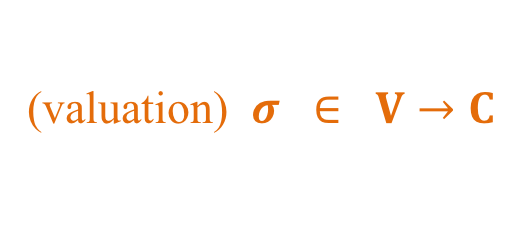 (valuation) σ ∈ V → C